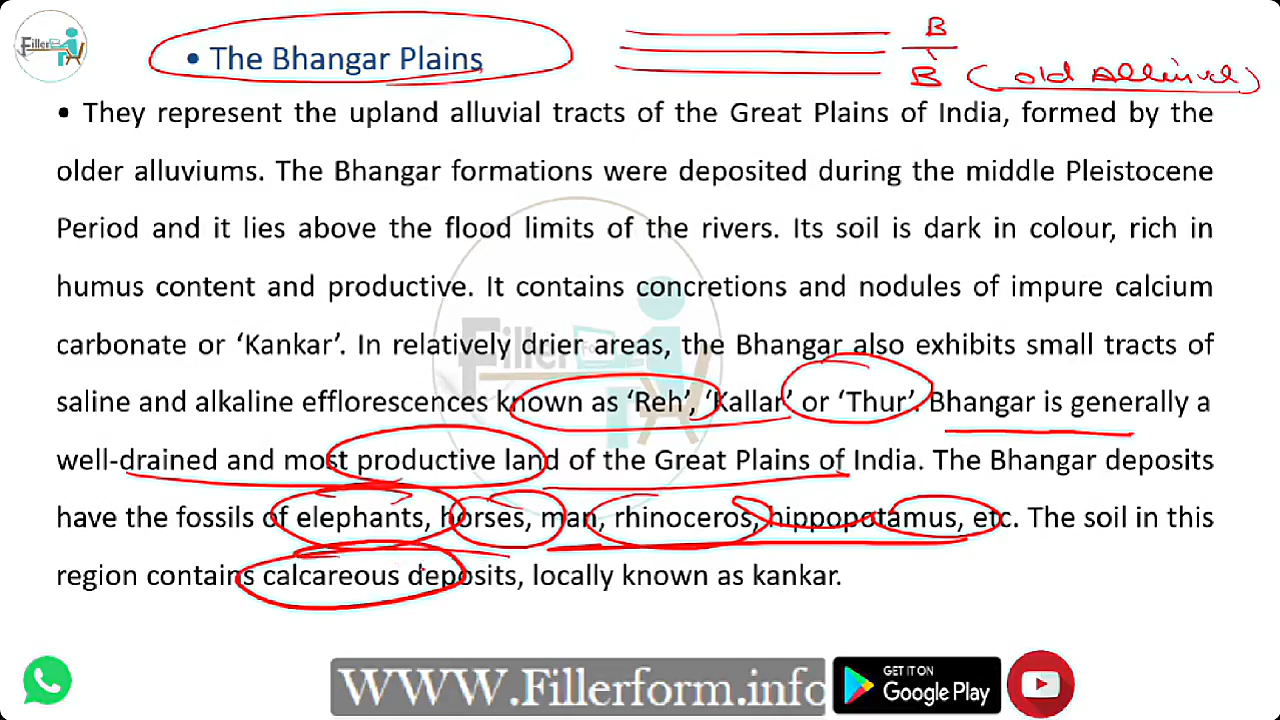 Filler
B
• The Bhangar Plains
B (old Alluvial)
• They represent the upland alluvial tracts of the Great Plains of India, formed by the
older alluviums. The Bhangar formations were deposited during the middle Pleistocene
Period and it lies above the flood limits of the rivers. Its soil is dark in colour, rich in
humus content and productive. It contains concretions and nodules of impure calcium
carbonate or ‘Kankar’. In relatively drier areas, the Bhangar also exhibits small tracts of
saline and alkaline efflorescences known as ‘Reh’, ‘Kallar’ or ‘Thur’. Bhangar is generally a
well-drained and most productive land of the Great Plains of India. The Bhangar deposits
have the fossils of elephants, horses, man, rhinoceros, hippopotamus, etc. The soil in this
region contains calcareous deposits, locally known as kankar.
WWW.Fillerform.info
GET IT ON
Google Play